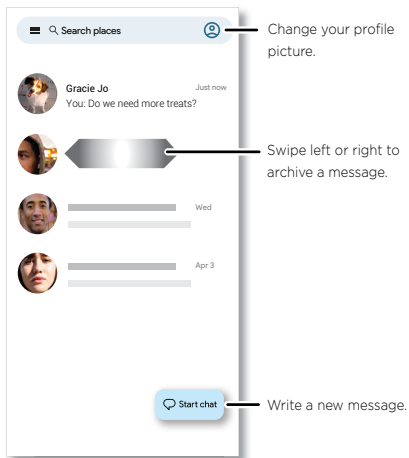 Search places
Change your profile
picture.
Gracie Jo
Just now
You: Do we need more treats?
Swipe left or right to
archive a message.
Wed
Apr 3
Start chat
Write a new message.